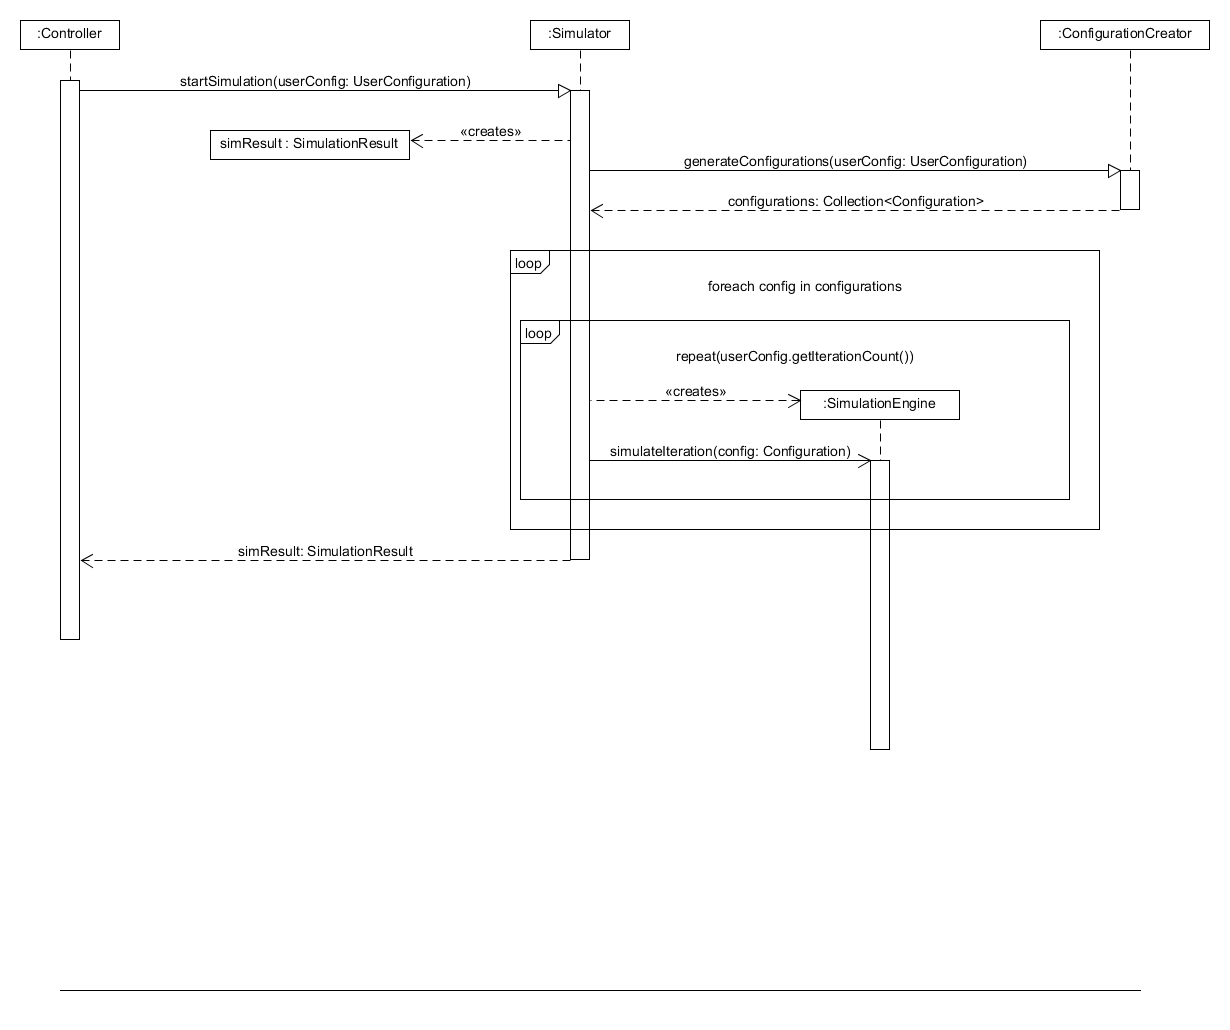 :Controller
:Simulator
:ConfigurationCreator
startSimulation(userConfig: UserConfiguration)
«creates»
simResult : SimulationResult
generateConfigurations(userConfig: UserConfiguration)
configurations: Collection<Configuration>
loop
foreach config in configurations
loop
repeat(userConfig.getIterationCount())
«creates»
:SimulationEngine
simulateIteration(config: Configuration)
simResult: SimulationResult